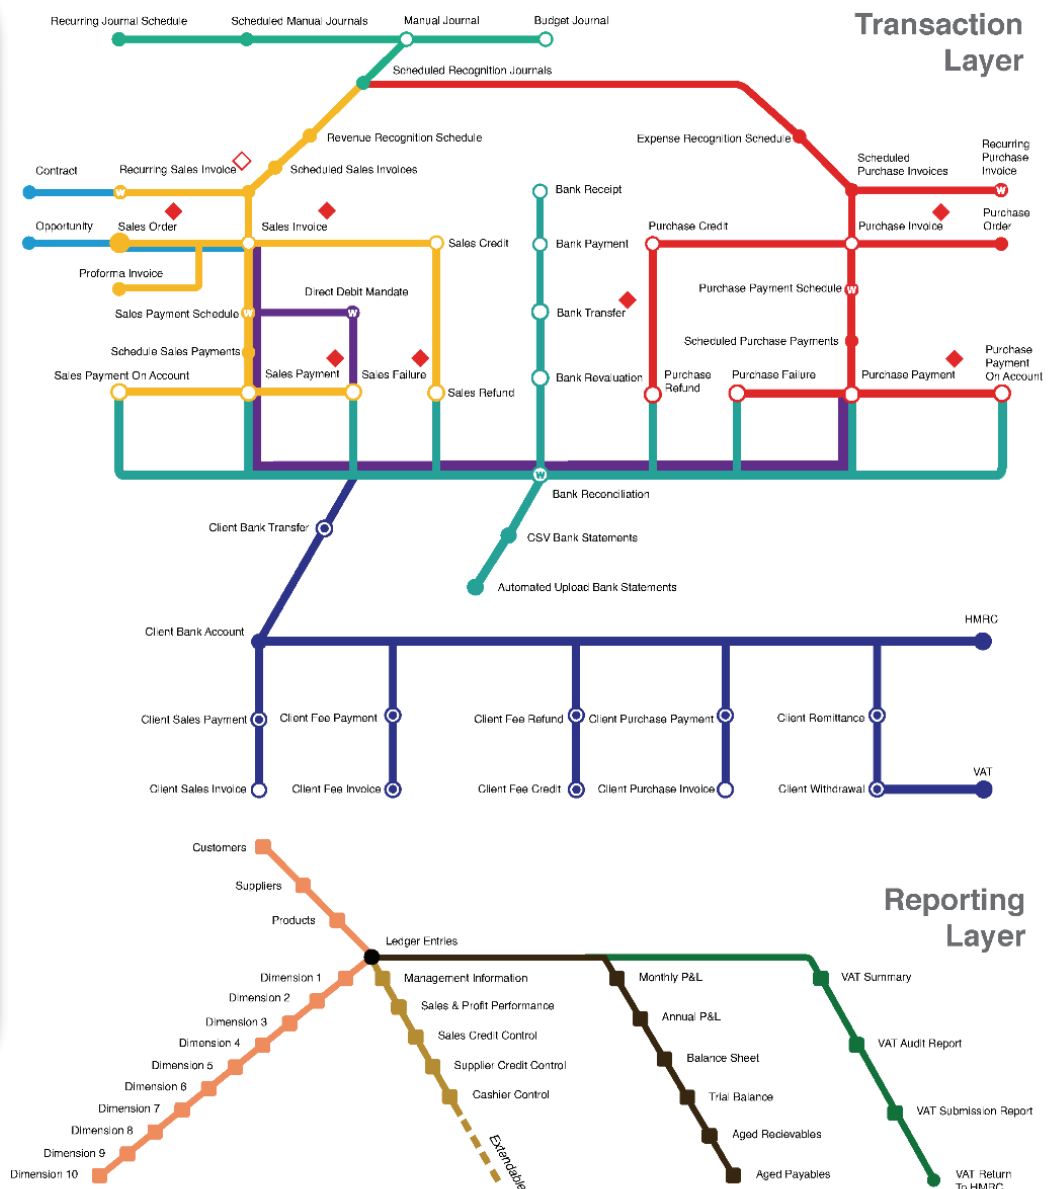 Recurring Journal Schedule
Scheduled Manual Journals
Manual Journal
Budget Journal
Transaction
Layer
Scheduled Recognition Journals
Revenue Recognition Schedule
Expense Recognition Schedule
Contract
Recurring Sales Invoice
Scheduled Sales Invoices
Scheduled
Purchase Invoices
Recurring
Purchase
Invoice
W
W
Bank Receipt
Opportunity
Sales Order
Sales Invoice
Sales Credit
Bank Payment
Purchase Credit
Purchase Invoice
Purchase
Order
Proforma Invoice
Direct Debit Mandate
Purchase Payment Schedule
W
Sales Payment Schedule
W
W
Bank Transfer
Schedule Sales Payments
Scheduled Purchase Payments
Sales Payment On Account
Sales Payment
Sales Failure
Sales Refund
Bank Revaluation
Purchase
Refund
Purchase Failure
Purchase Payment
Purchase
Payment
On Account
W
Bank Reconciliation
Client Bank Transfer
CSV Bank Statements
Automated Upload Bank Statements
Client Bank Account
HMRC
Client Sales Payment
Client Fee Payment
Client Fee Refund
Client Purchase Payment
Client Remittance
Client Sales Invoice
Client Fee Invoice
Client Fee Credit
Client Purchase Invoice
Client Withdrawal
VAT
Reporting
Layer
Customers
Suppliers
Products
Ledger Entries
Dimension 1
Dimension 2
Dimension 3
Dimension 4
Dimension 5
Dimension 6
Dimension 7
Dimension 8
Dimension 9
Dimension 10
Management Information
Sales & Profit Performance
Sales Credit Control
Supplier Credit Control
Cashier Control
Extendable
Monthly P&L
Annual P&L
Balance Sheet
Trial Balance
Aged Recievables
Aged Payables
VAT Summary
VAT Audit Report
VAT Submission Report
VAT Return
To HMRC